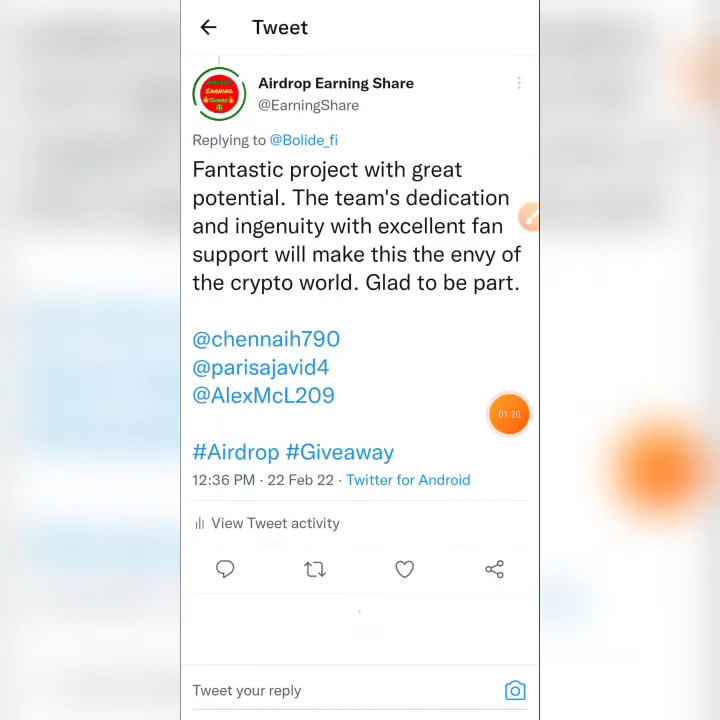 Tweet
Airdrop Earning Share
@EarningShare
Replying to @Bolide_fi
Fantastic project with great
potential. The team's dedication
and ingenuity with excellent fan
support will make this the envy of
the crypto world. Glad to be part.
@chennaih790
@parisajavid4
@AlexMcL209
01:20
#Airdrop #Giveaway
12:36 PM · 22 Feb 22 · Twitter for Android
View Tweet activity
Tweet your reply